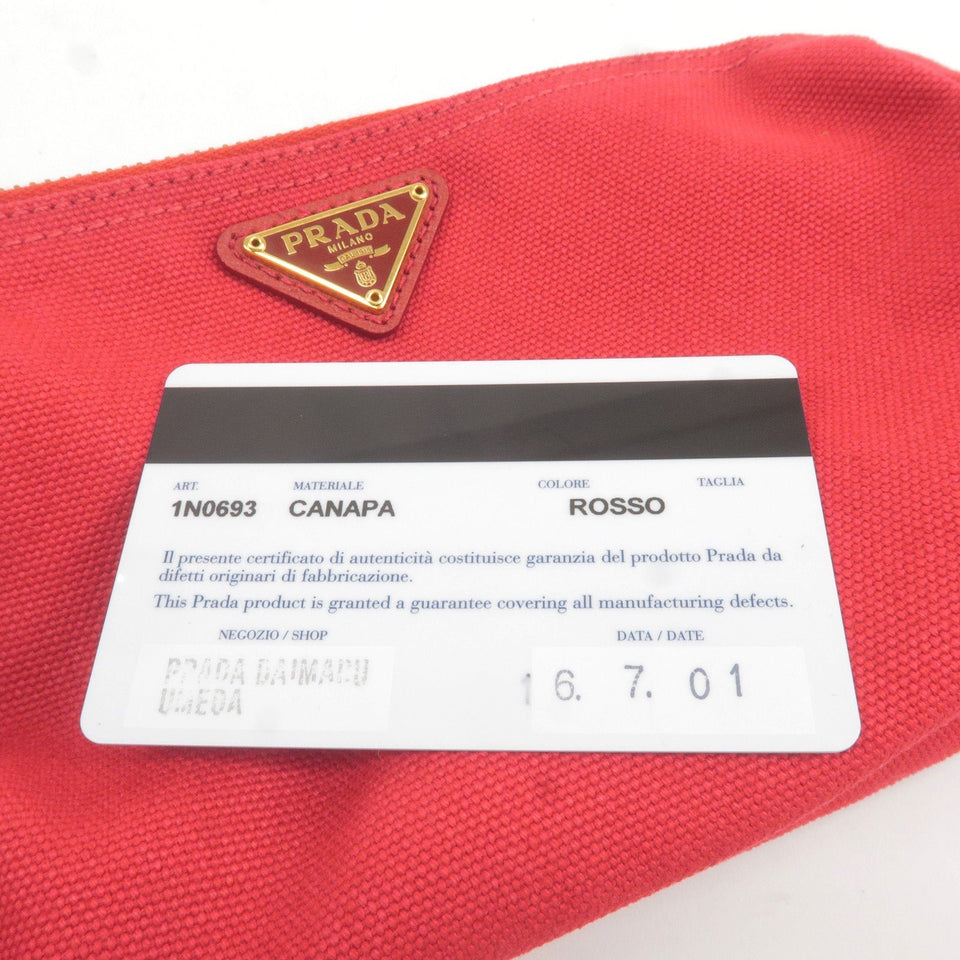 PRADA
MILANO
ART. MATERIALE COLORE TAGLIA
1N0693 CANAPA ROSSO
Il presente certificato di autenticità costituisce garanzia del prodotto Prada da
difetti originari di fabbricazione.
This Prada product is granted a guarantee covering all manufacturing defects.
NEGOZIO / SHOP DATA / DATE
PRADA DAIMARU 16. 7. 01
UMEDA